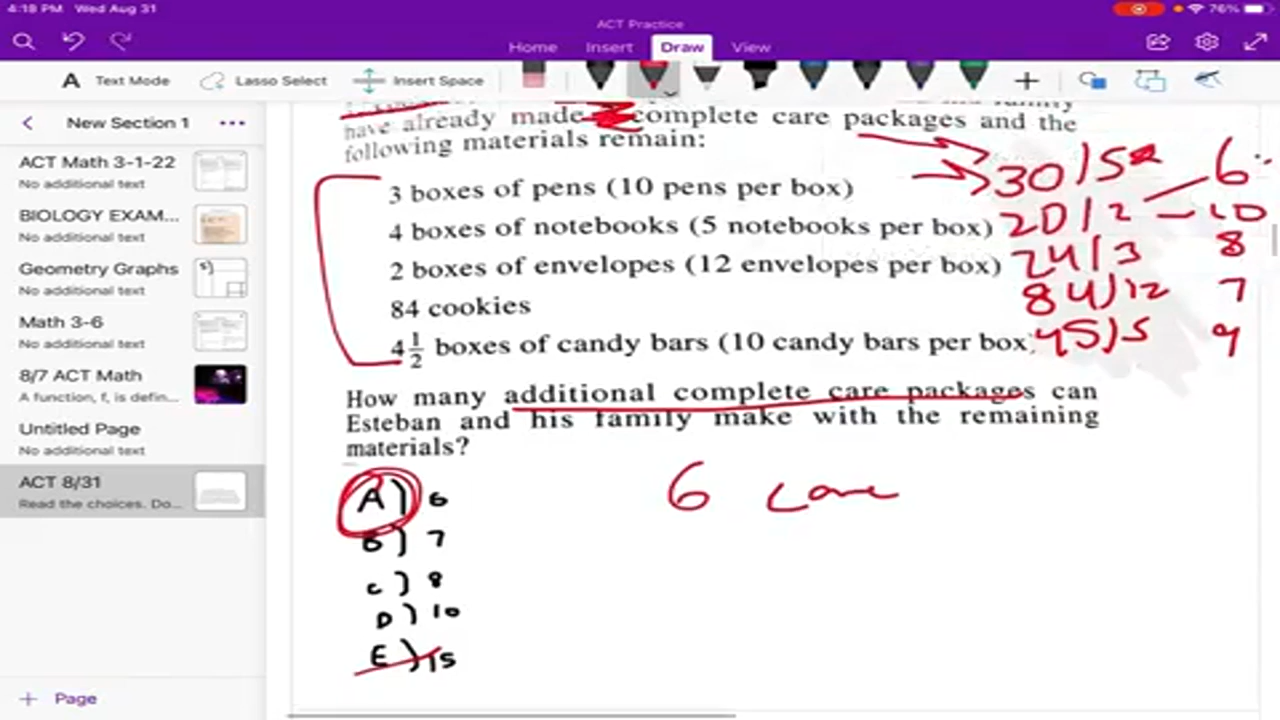 4:18 PM Wed Aug 31
76%
ACT Practice
Home Insert Draw View
Text Mode Lasso Select Insert Space
New Section 1
ACT Math 3-1-22
No additional text
BIOLOGY EXAM...
No additional text
Geometry Graphs
No additional text
Math 3-6
No additional text
8/7 ACT Math
A function, f, is defin...
Untitled Page
No additional text
ACT 8/31
Read the choices. Do...
+ Page
have already made complete care packages and the
following materials remain:
3 boxes of pens (10 pens per box) 30/5 6
4 boxes of notebooks (5 notebooks per box) 20/2 - 10
2 boxes of envelopes (12 envelopes per box) 24/3 8
84 cookies 84/12 7
4 1/2 boxes of candy bars (10 candy bars per box) 45/5 9
How many additional complete care packages can
Esteban and his family make with the remaining
materials?
A) 6
B) 7
C) 8
D) 10
E) 15
6 care